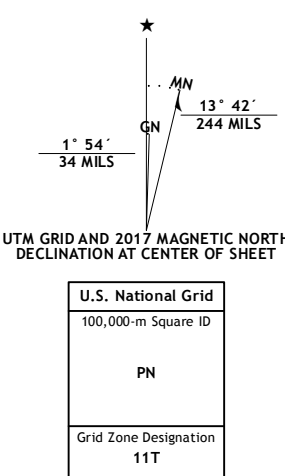 ★
MN
GN
13° 42´
244 MILS
1° 54´
34 MILS
UTM GRID AND 2017 MAGNETIC NORTH
DECLINATION AT CENTER OF SHEET
U.S. National Grid
100,000-m Square ID
PN
Grid Zone Designation
11T